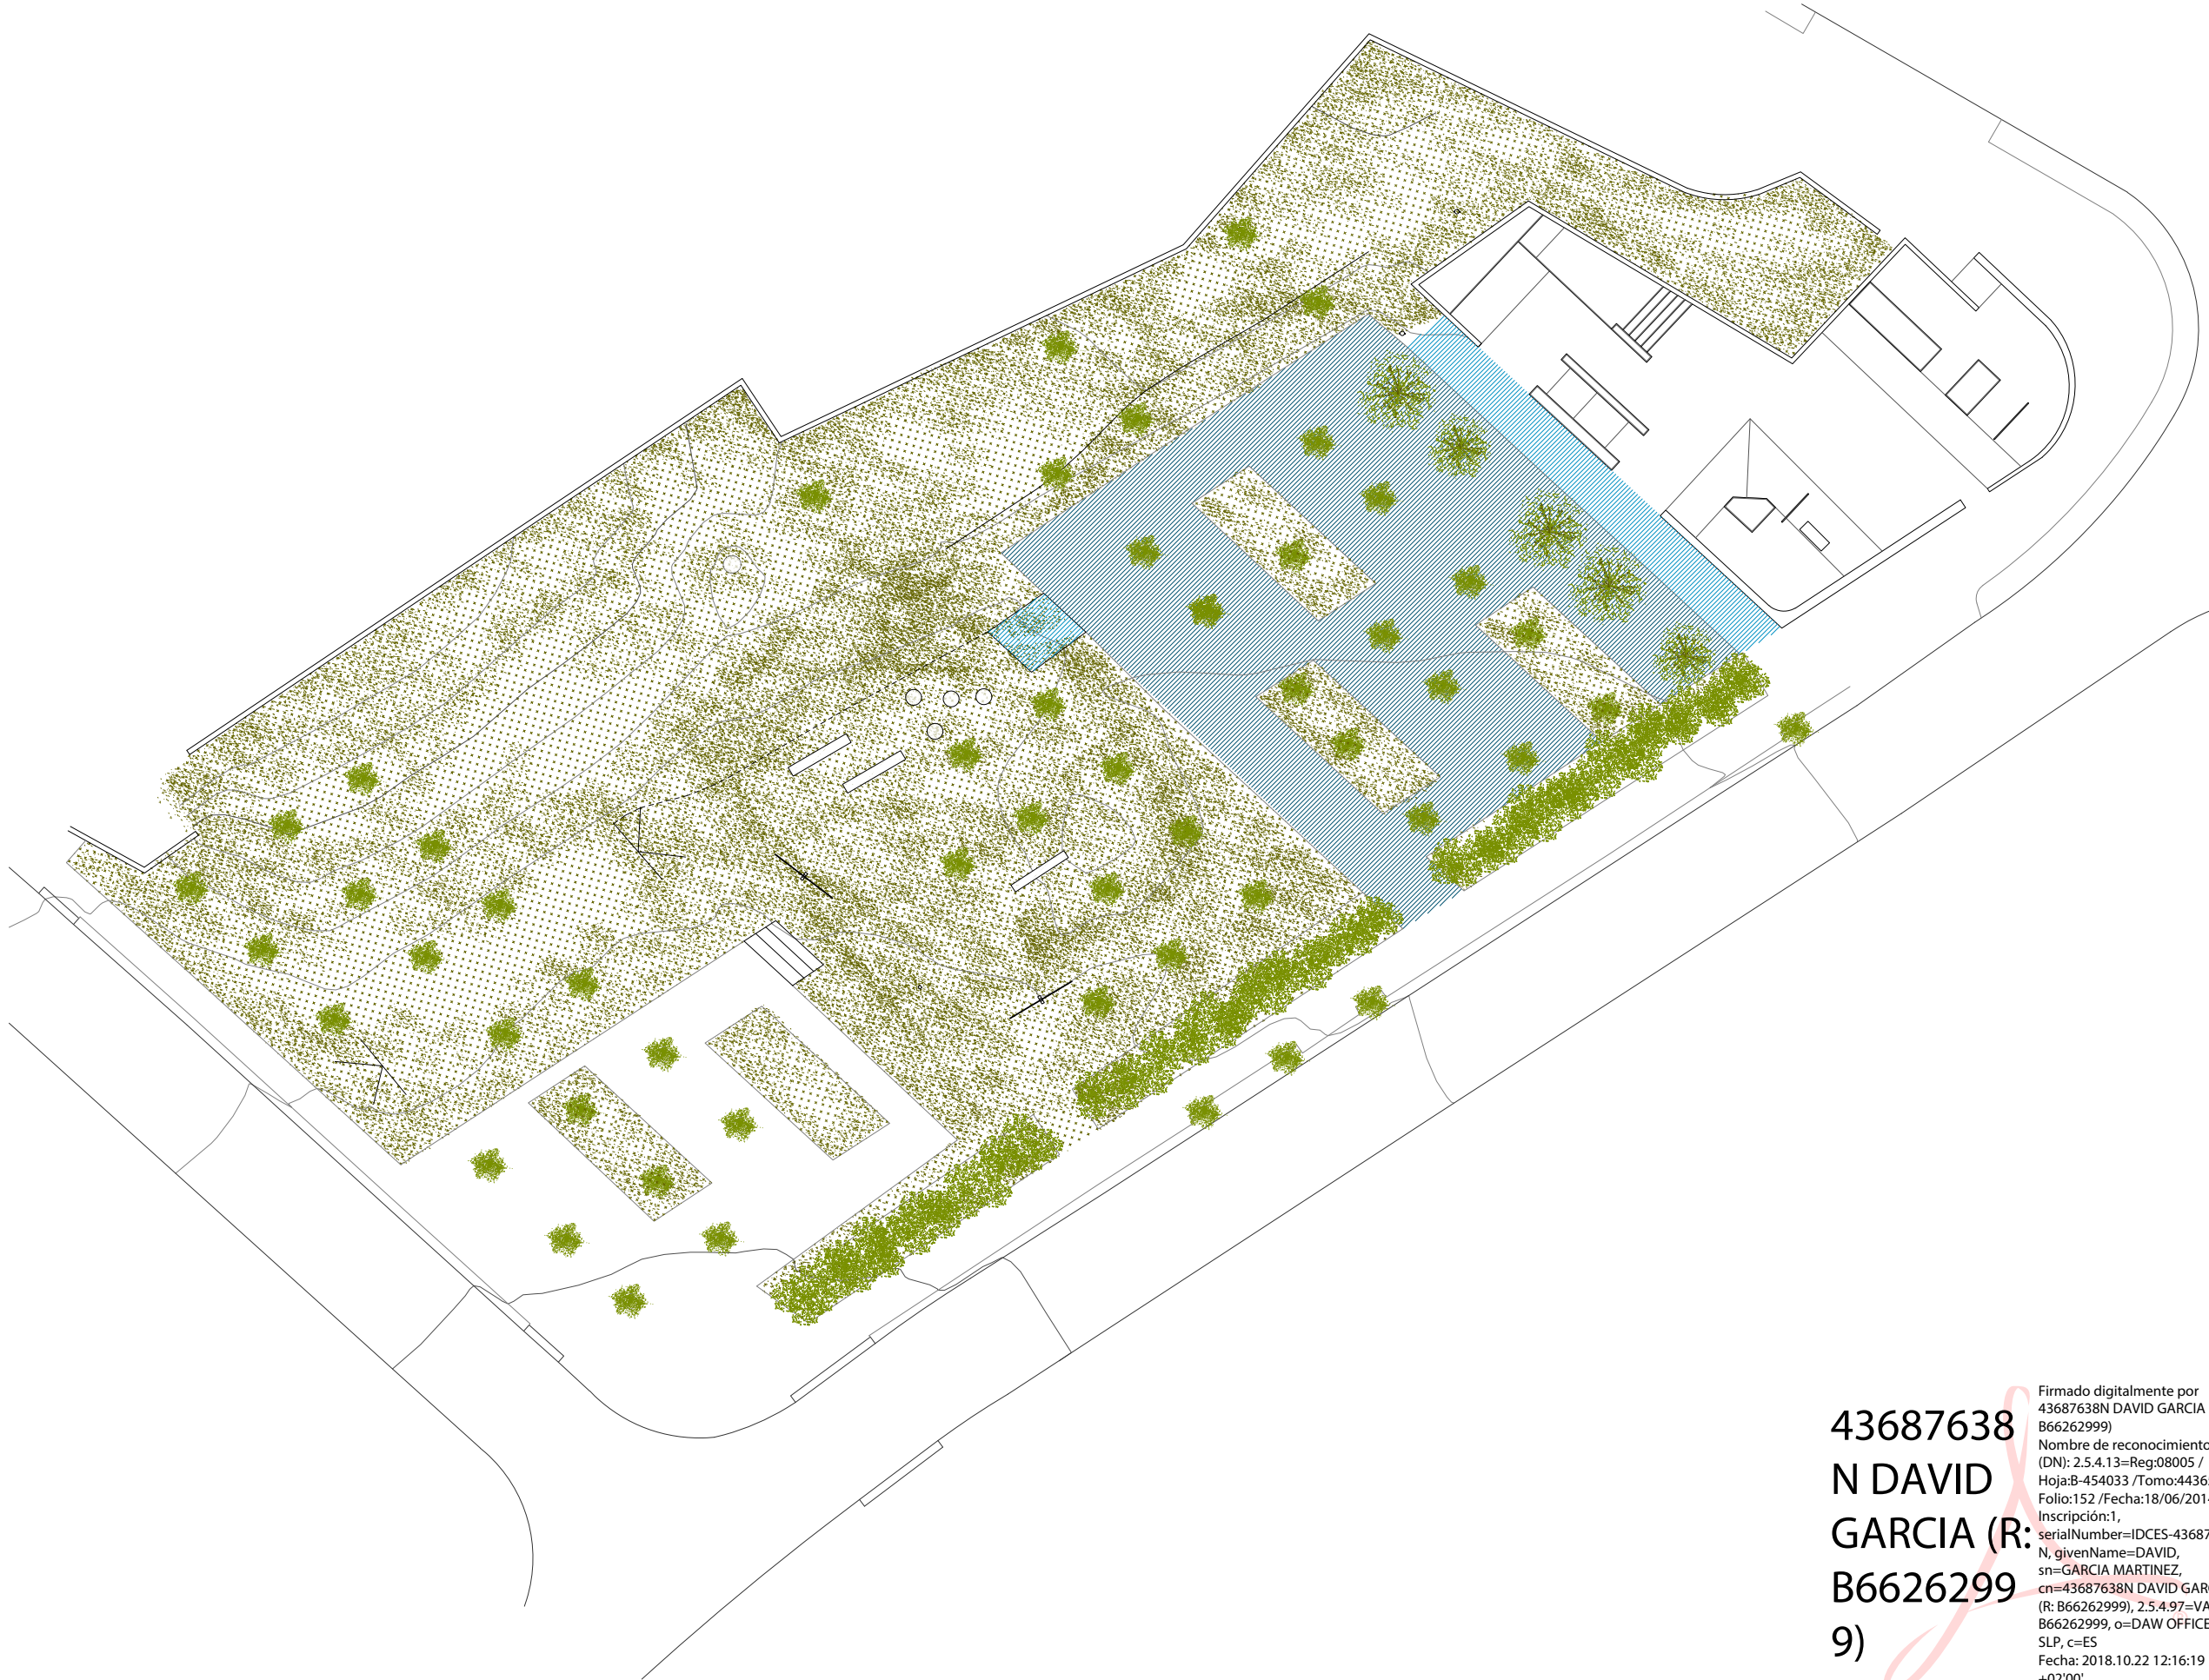 43687638
N DAVID
GARCIA (R:
B6626299
9)
Firmado digitalmente por
43687638N DAVID GARCIA
B66262999)
Nombre de reconocimiento
(DN): 2.5.4.13=Reg:08005 /
Hoja:B-454033 /Tomo:4436
Folio:152 /Fecha:18/06/201
Inscripción:1,
serialNumber=IDCES-43687
N, givenName=DAVID,
sn=GARCIA MARTINEZ,
cn=43687638N DAVID GAR
(R: B66262999), 2.5.4.97=VA
B66262999, o=DAW OFFICE
SLP, c=ES
Fecha: 2018.10.22 12:16:19
+02'00'